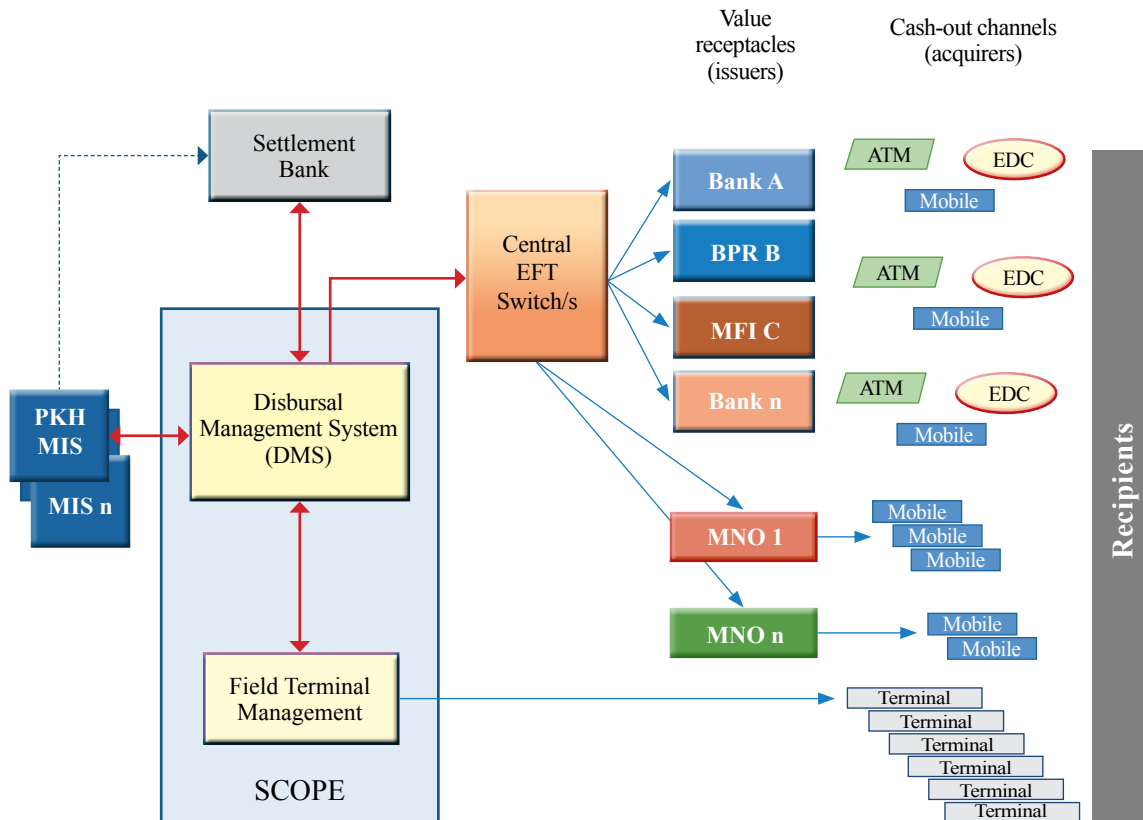 Value
receptacles
(issuers)
Cash-out channels
(acquirers)
Settlement
Bank
Central
EFT
Switch/s
Bank A
BPR B
MFI C
Bank n
ATM
EDC
Mobile
ATM
EDC
Mobile
ATM
EDC
Mobile
Disbursal
Management System
(DMS)
PKH
MIS
MIS n
MNO 1
Mobile
Mobile
Mobile
MNO n
Mobile
Mobile
Field Terminal
Management
Terminal
Terminal
Terminal
Terminal
Terminal
Terminal
SCOPE
Recipients